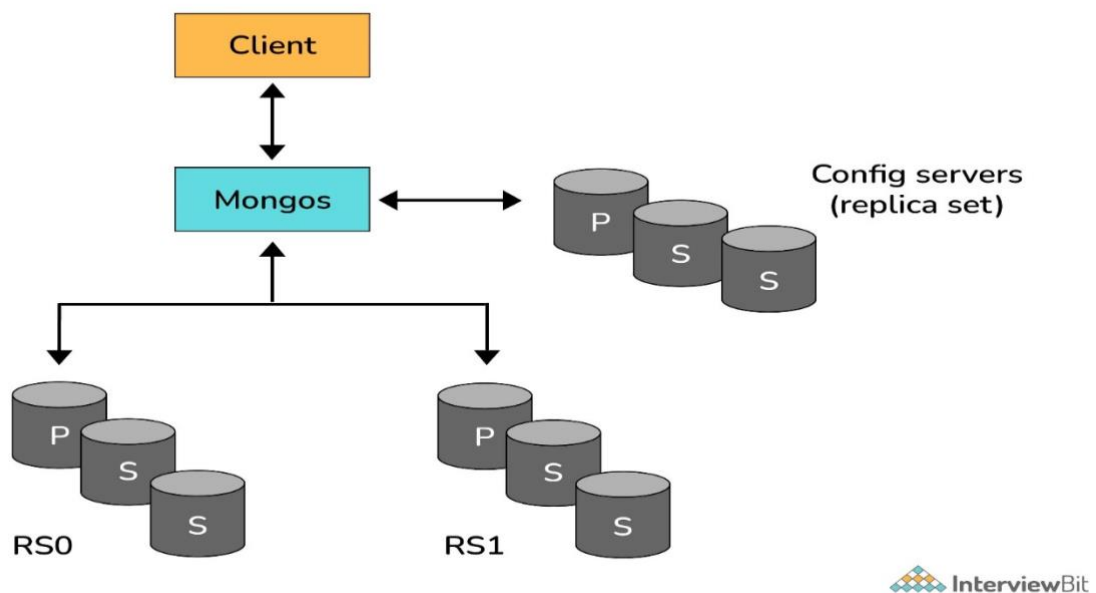 Client
Mongos
Config servers
(replica set)
P
S
S
P
S
S
RS0
P
S
S
RS1
InterviewBit